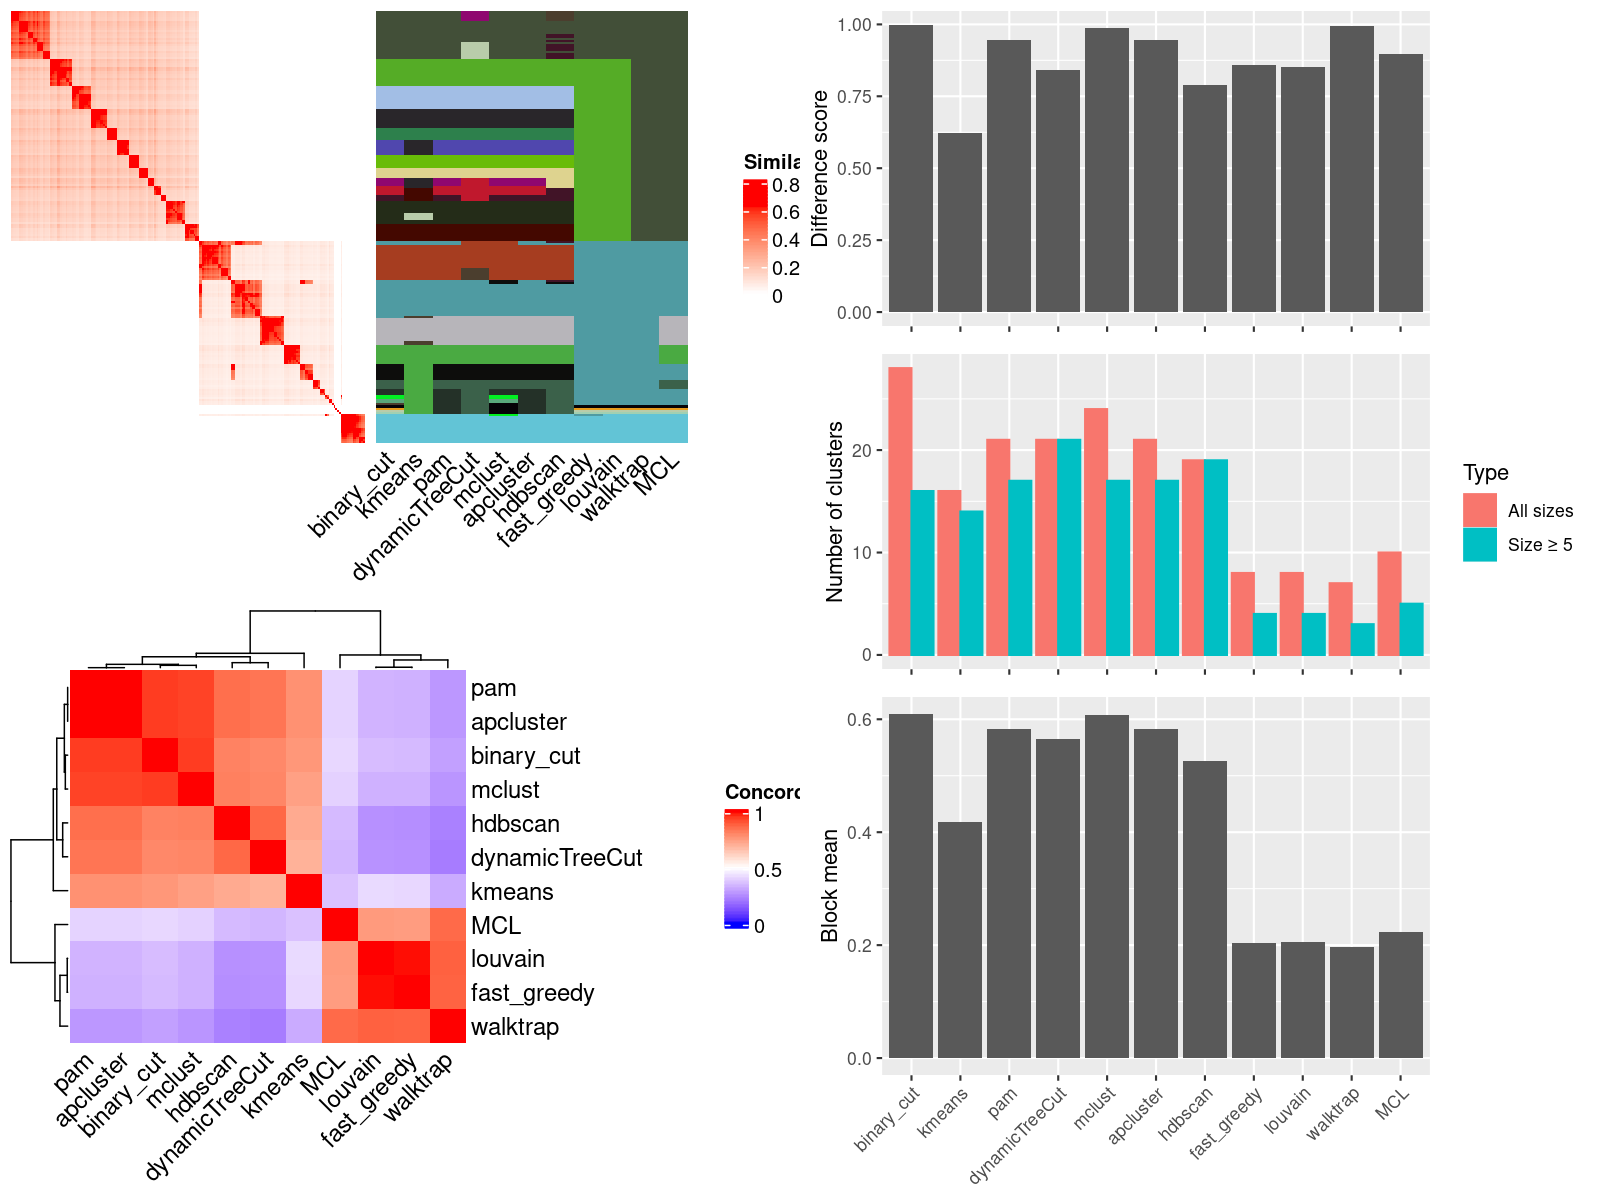 Simila
0.8
0.6
0.4
0.2
0
binary_cut
kmeans
pam
dynamicTreeCut
mclust
apcluster
hdbscan
fast_greedy
louvain
walktrap
MCL
pam
apcluster
binary_cut
mclust
hdbscan
dynamicTreeCut
kmeans
MCL
louvain
fast_greedy
walktrap
pam
apcluster
binary_cut
mclust
hdbscan
dynamicTreeCut
kmeans
MCL
louvain
fast_greedy
walktrap
Concord
1
0.5
0
Difference score
1.00
0.75
0.50
0.25
0.00
Number of clusters
20
10
0
Type
All sizes
Size ≥ 5
Block mean
0.6
0.4
0.2
0.0
binary_cut
kmeans
pam
dynamicTreeCut
mclust
apcluster
hdbscan
fast_greedy
louvain
walktrap
MCL